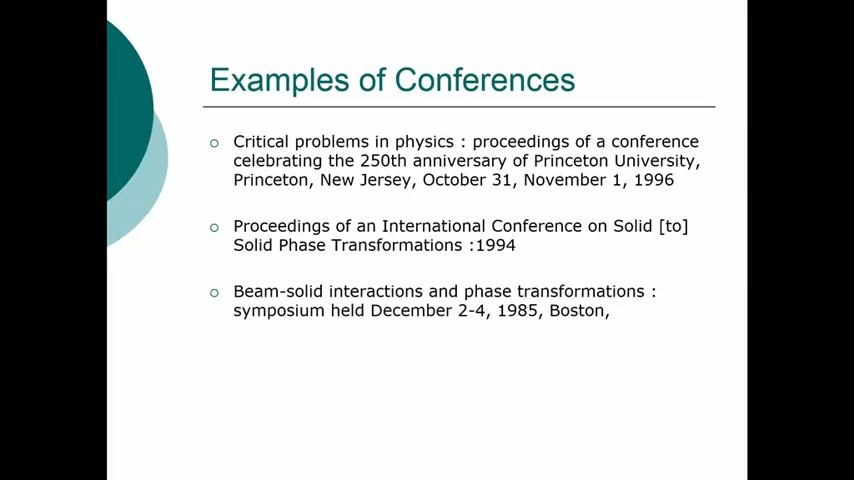 Examples of Conferences
Critical problems in physics : proceedings of a conference
celebrating the 250th anniversary of Princeton University,
Princeton, New Jersey, October 31, November 1, 1996
Proceedings of an International Conference on Solid [to]
Solid Phase Transformations :1994
Beam-solid interactions and phase transformations :
symposium held December 2-4, 1985, Boston,